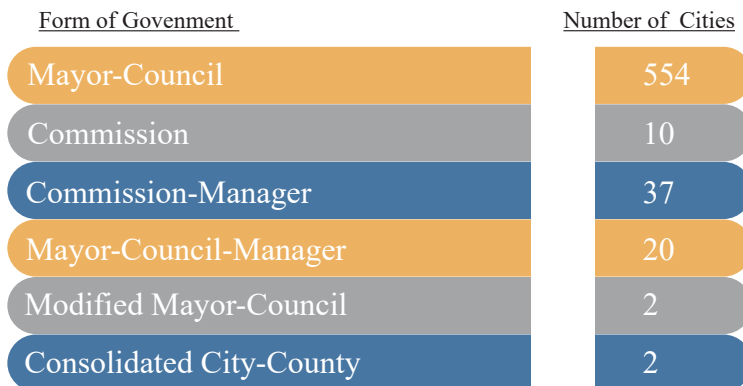 Form of Govenment Number of Cities
Mayor-Council 554
Commission 10
Commission-Manager 37
Mayor-Council-Manager 20
Modified Mayor-Council 2
Consolidated City-County 2